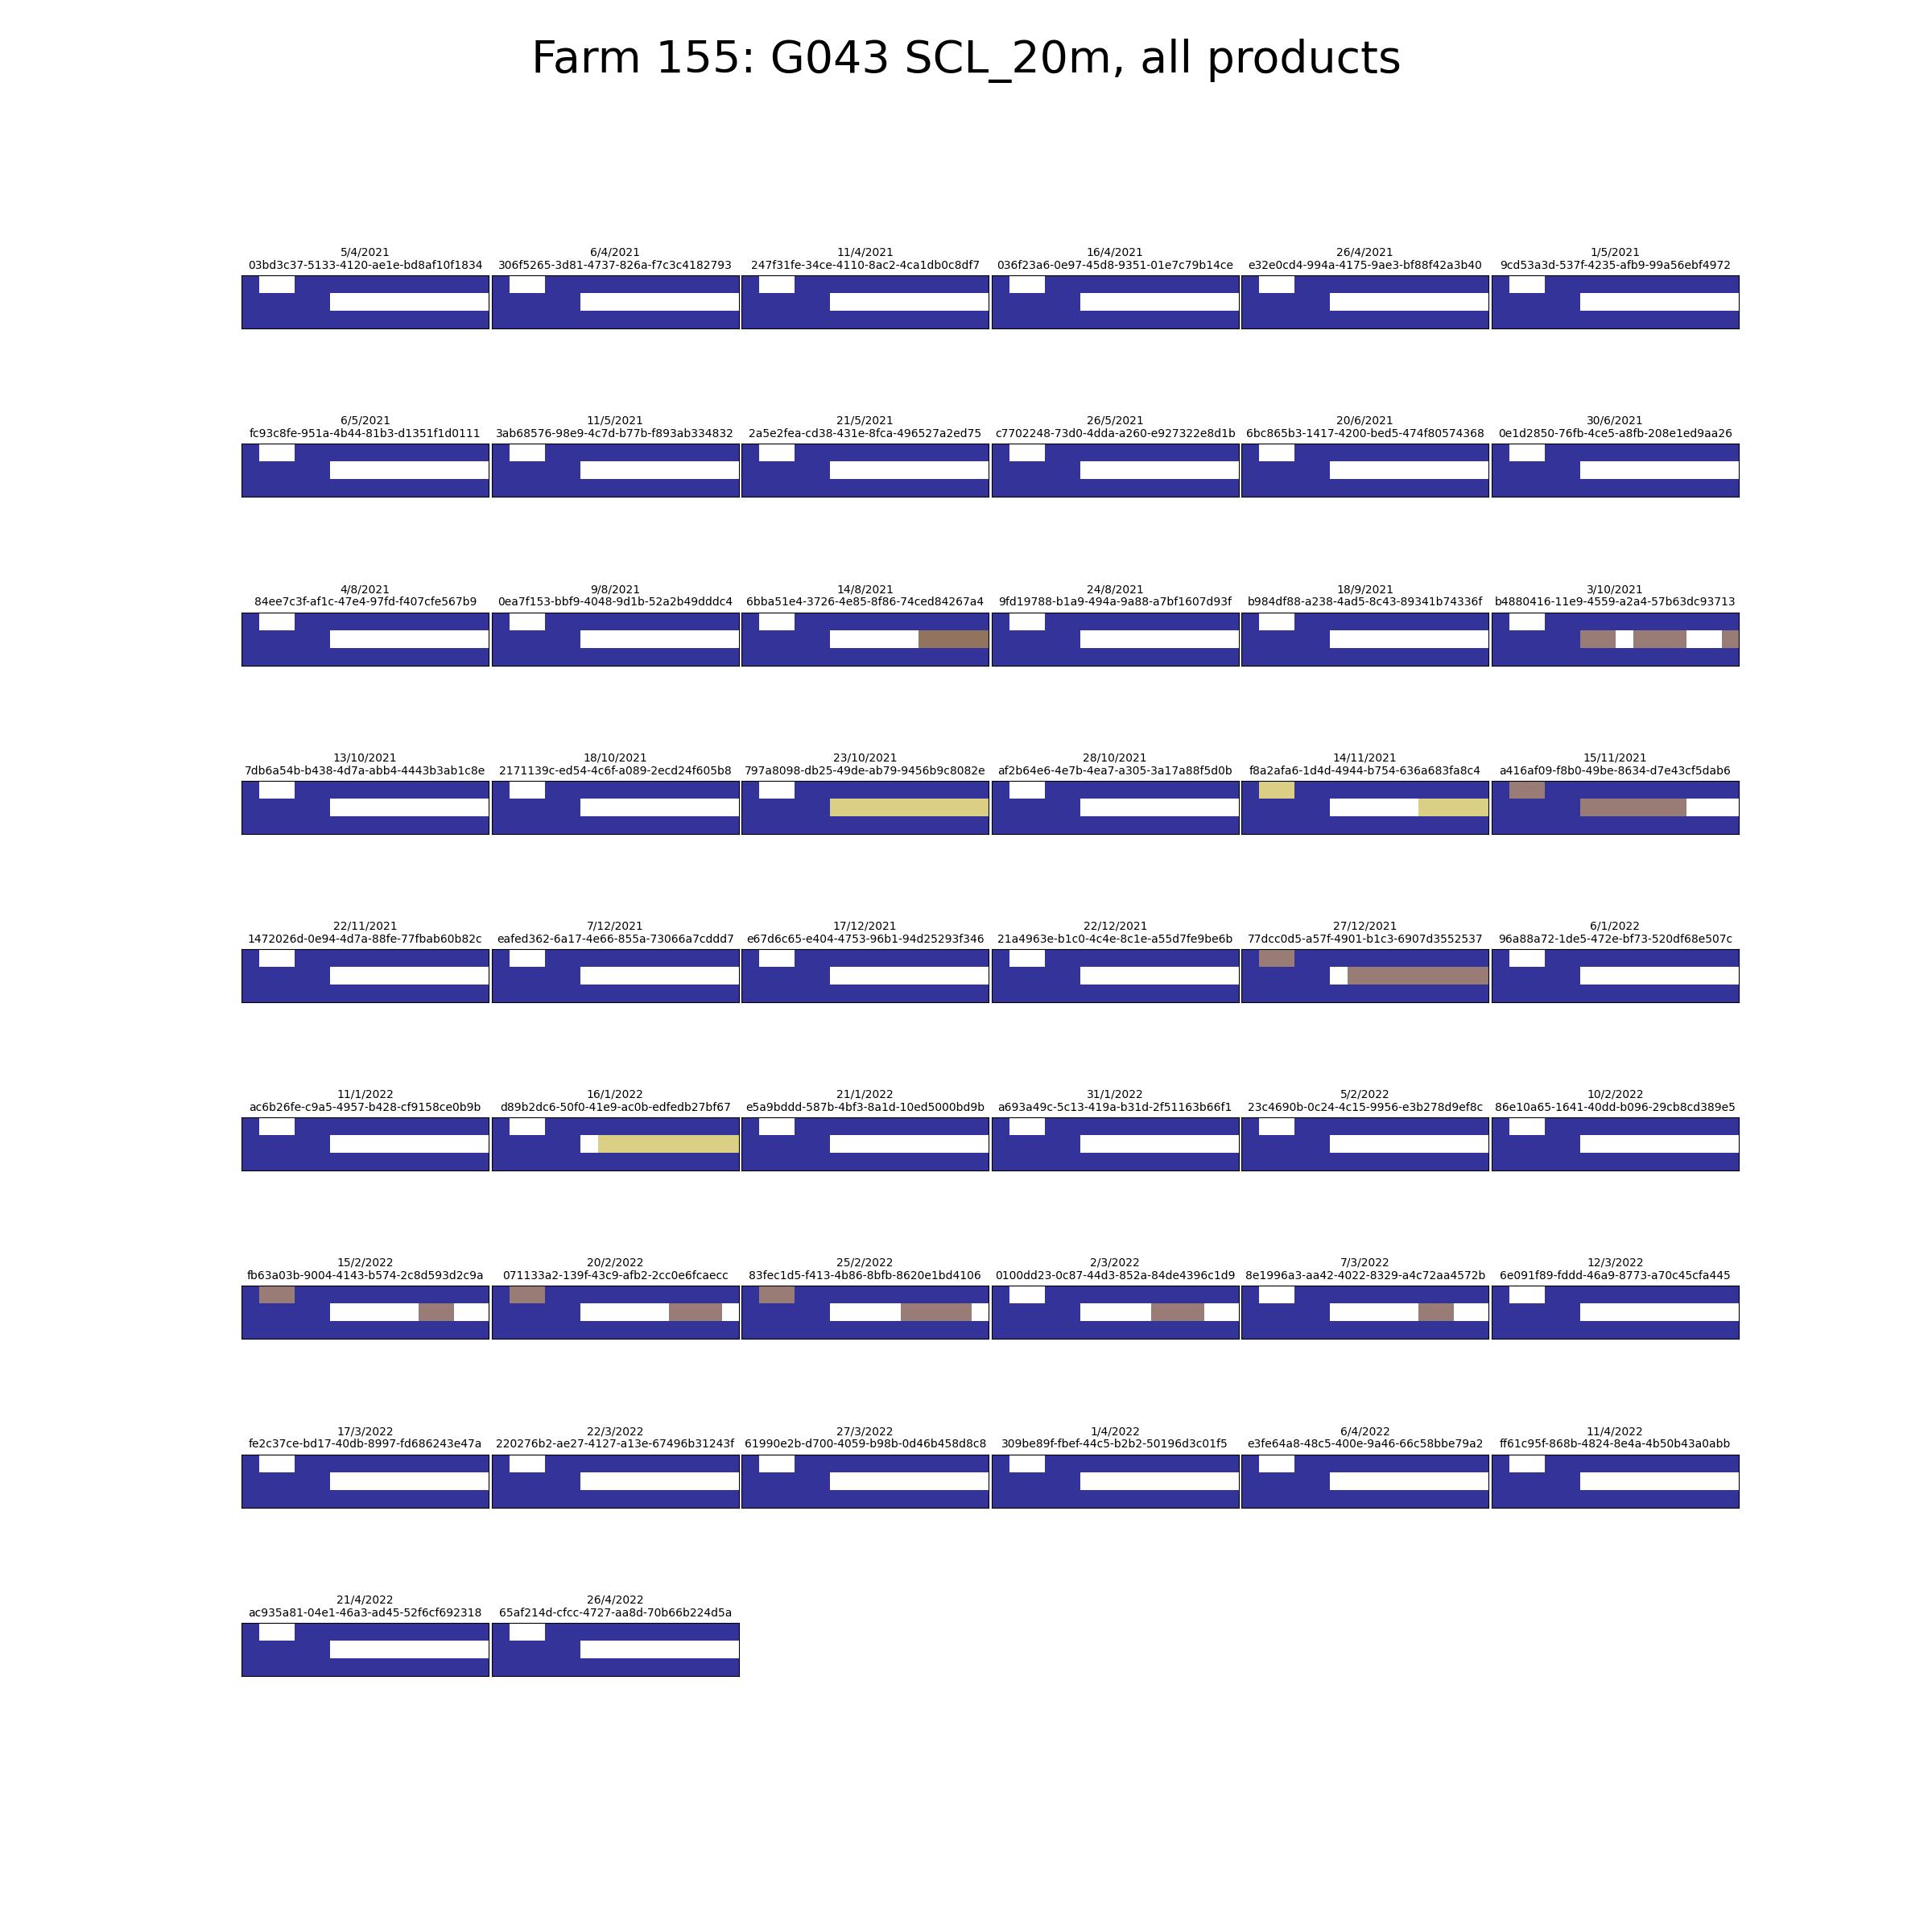 Farm 155: G043 SCL_20m, all products
5/4/2021
03bd3c37-5133-4120-ae1e-bd8af10f1834
6/4/2021
306f5265-3d81-4737-826a-f7c3c4182793
11/4/2021
247f31fe-34ce-4110-8ac2-4ca1db0c8df7
16/4/2021
036f23a6-0e97-45d8-9351-01e7c79b14ce
26/4/2021
e32e0cd4-994a-4175-9ae3-bf88f42a3b40
1/5/2021
9cd53a3d-537f-4235-afb9-99a56ebf4972
6/5/2021
fc93c8fe-951a-4b44-81b3-d1351f1d0111
11/5/2021
3ab68576-98e9-4c7d-b77b-f893ab334832
21/5/2021
2a5e2fea-cd38-431e-8fca-496527a2ed75
26/5/2021
c7702248-73d0-4dda-a260-e927322e8d1b
20/6/2021
6bc865b3-1417-4200-bed5-474f80574368
30/6/2021
0e1d2850-76fb-4ce5-a8fb-208e1ed9aa26
4/8/2021
84ee7c3f-af1c-47e4-97fd-f407cfe567b9
9/8/2021
0ea7f153-bbf9-4048-9d1b-52a2b49dddc4
14/8/2021
6bba51e4-3726-4e85-8f86-74ced84267a4
24/8/2021
9fd19788-b1a9-494a-9a88-a7bf1607d93f
18/9/2021
b984df88-a238-4ad5-8c43-89341b74336f
3/10/2021
b4880416-11e9-4559-a2a4-57b63dc93713
13/10/2021
7db6a54b-b438-4d7a-abb4-4443b3ab1c8e
18/10/2021
2171139c-ed54-4c6f-a089-2ecd24f605b8
23/10/2021
797a8098-db25-49de-ab79-9456b9c8082e
28/10/2021
af2b64e6-4e7b-4ea7-a305-3a17a88f5d0b
14/11/2021
f8a2afa6-1d4d-4944-b754-636a683fa8c4
15/11/2021
a416af09-f8b0-49be-8634-d7e43cf5dab6
22/11/2021
1472026d-0e94-4d7a-88fe-77fbab60b82c
7/12/2021
eafed362-6a17-4e66-855a-73066a7cddd7
17/12/2021
e67d6c65-e404-4753-96b1-94d25293f346
22/12/2021
21a4963e-b1c0-4c4e-8c1e-a55d7fe9be6b
27/12/2021
77dcc0d5-a57f-4901-b1c3-6907d3552537
6/1/2022
96a88a72-1de5-472e-bf73-520df68e507c
11/1/2022
ac6b26fe-c9a5-4957-b428-cf9158ce0b9b
16/1/2022
d89b2dc6-50f0-41e9-ac0b-edfedb27bf67
21/1/2022
e5a9bddd-587b-4bf3-8a1d-10ed5000bd9b
31/1/2022
a693a49c-5c13-419a-b31d-2f51163b66f1
5/2/2022
23c4690b-0c24-4c15-9956-e3b278d9ef8c
10/2/2022
86e10a65-1641-40dd-b096-29cb8cd389e5
15/2/2022
fb63a03b-9004-4143-b574-2c8d593d2c9a
20/2/2022
071133a2-139f-43c9-afb2-2cc0e6fcaecc
25/2/2022
83fec1d5-f413-4b86-8bfb-8620e1bd4106
2/3/2022
0100dd23-0c87-44d3-852a-84de4396c1d9
7/3/2022
8e1996a3-aa42-4022-8329-a4c72aa4572b
12/3/2022
6e091f89-fddd-46a9-8773-a70c45cfa445
17/3/2022
fe2c37ce-bd17-40db-8997-fd686243e47a
22/3/2022
220276b2-ae27-4127-a13e-67496b31243f
27/3/2022
61990e2b-d700-4059-b98b-0d46b458d8c8
1/4/2022
309be89f-fbef-44c5-b2b2-50196d3c01f5
6/4/2022
e3fe64a8-48c5-400e-9a46-66c58bbe79a2
11/4/2022
ff61c95f-868b-4824-8e4a-4b50b43a0abb
21/4/2022
ac935a81-04e1-46a3-ad45-52f6cf692318
26/4/2022
65af214d-cfcc-4727-aa8d-70b66b224d5a